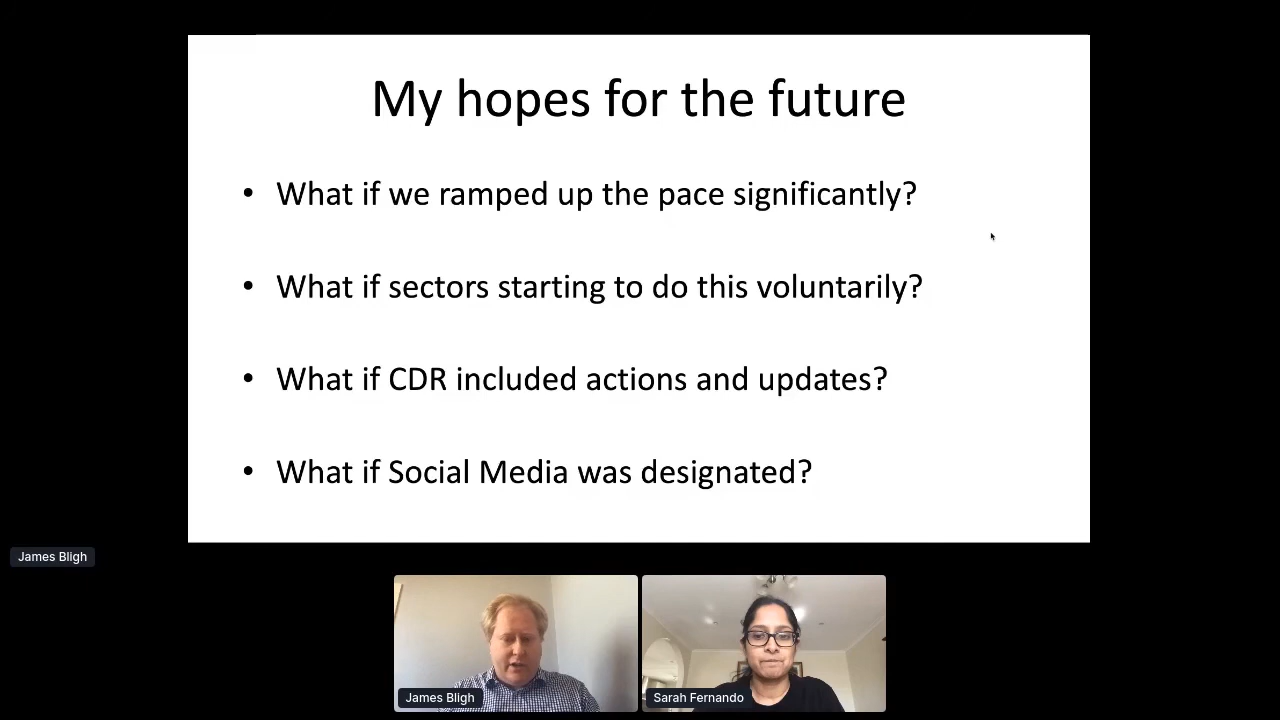 My hopes for the future
• What if we ramped up the pace significantly?
• What if sectors starting to do this voluntarily?
• What if CDR included actions and updates?
• What if Social Media was designated?
James Bligh
James Bligh
Sarah Fernando